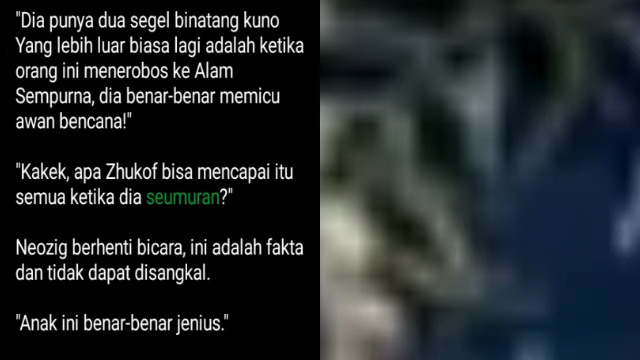 "Dia punya dua segel binatang kuno
Yang lebih luar biasa lagi adalah ketika
orang ini menerobos ke Alam
Sempurna, dia benar-benar memicu
awan bencana!"
"Kakek, apa Zhukof bisa mencapai itu
semua ketika dia seumuran?"
Neozig berhenti bicara, ini adalah fakta
dan tidak dapat disangkal.
"Anak ini benar-benar jenius."